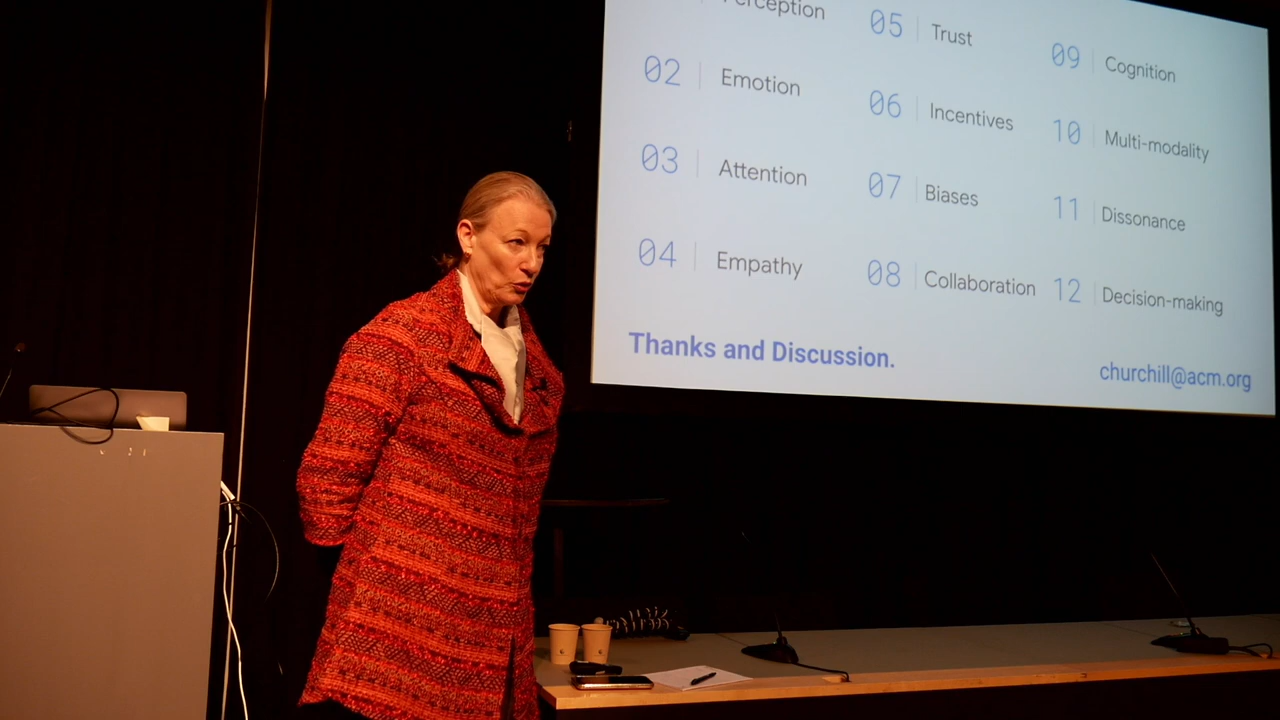 Perception
02 Emotion
03 Attention
04 Empathy
05 Trust
06 Incentives
07 Biases
08 Collaboration
09 Cognition
10 Multi-modality
11 Dissonance
12 Decision-making
Thanks and Discussion.
churchill@acm.org